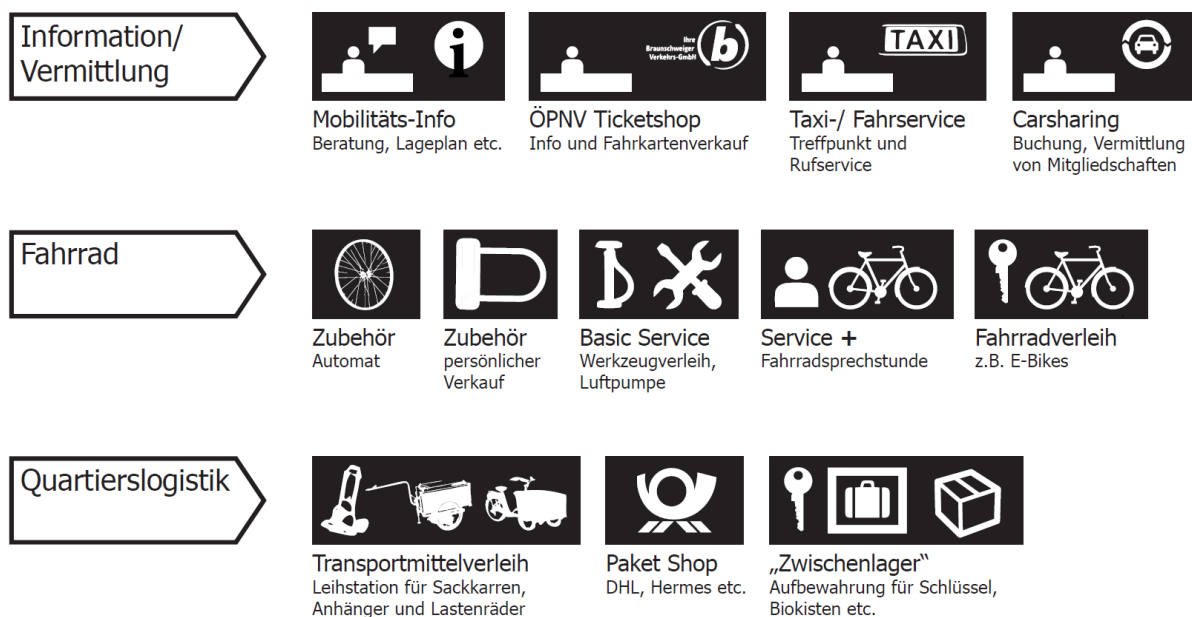 Information/
Vermittlung
Ihre
Braunschweiger
Verkehrs-GmbH
b
TAXI
i
Mobilitäts-Info
Beratung, Lageplan etc.
ÖPNV Ticketshop
Info und Fahrkartenverkauf
Taxi-/ Fahrservice
Treffpunkt und
Rufservice
Carsharing
Buchung, Vermittlung
von Mitgliedschaften
Fahrrad
Zubehör
Automat
Zubehör
persönlicher
Verkauf
Basic Service
Werkzeugverleih,
Luftpumpe
Service +
Fahrradsprechstunde
Fahrradverleih
z.B. E-Bikes
Quartierslogistik
Transportmittelverleih
Leihstation für Sackkarren,
Anhänger und Lastenräder
Paket Shop
DHL, Hermes etc.
„Zwischenlager“
Aufbewahrung für Schlüssel,
Biokisten etc.